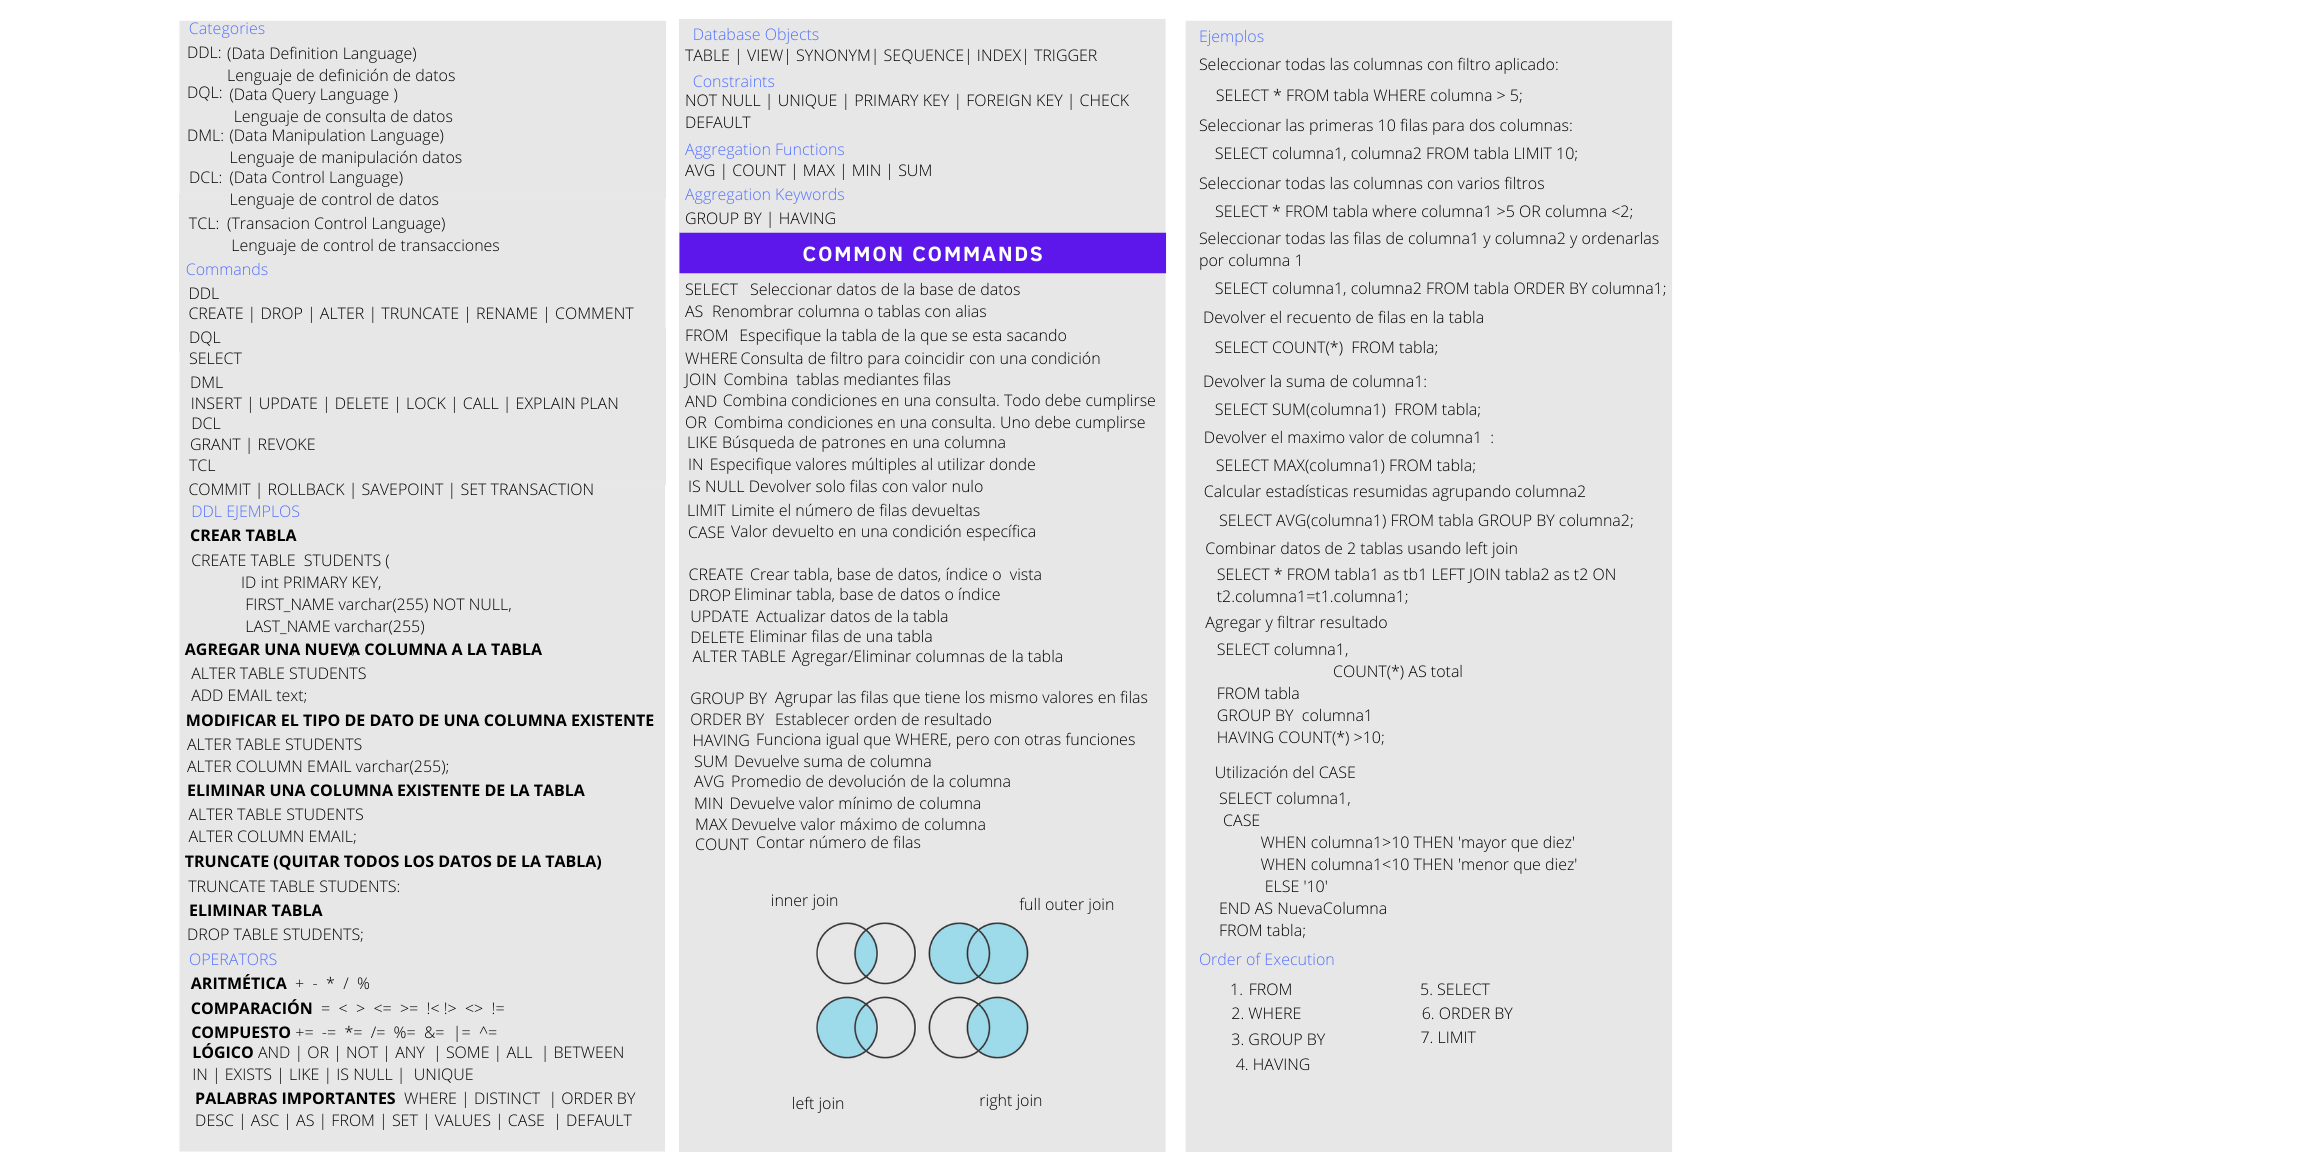 Categories
DDL: (Data Definition Language)
Lenguaje de definición de datos
DQL: (Data Query Language )
Lenguaje de consulta de datos
DML: (Data Manipulation Language)
Lenguaje de manipulación datos
DCL: (Data Control Language)
Lenguaje de control de datos
TCL: (Transacion Control Language)
Lenguaje de control de transacciones
Commands
DDL
CREATE | DROP | ALTER | TRUNCATE | RENAME | COMMENT
DQL
SELECT
DML
INSERT | UPDATE | DELETE | LOCK | CALL | EXPLAIN PLAN
DCL
GRANT | REVOKE
TCL
COMMIT | ROLLBACK | SAVEPOINT | SET TRANSACTION
DDL EJEMPLOS
CREAR TABLA
CREATE TABLE STUDENTS (
ID int PRIMARY KEY,
FIRST_NAME varchar(255) NOT NULL,
LAST_NAME varchar(255)
AGREGAR UNA NUEVA COLUMNA A LA TABLA
ALTER TABLE STUDENTS
ADD EMAIL text;
MODIFICAR EL TIPO DE DATO DE UNA COLUMNA EXISTENTE
ALTER TABLE STUDENTS
ALTER COLUMN EMAIL varchar(255);
ELIMINAR UNA COLUMNA EXISTENTE DE LA TABLA
ALTER TABLE STUDENTS
ALTER COLUMN EMAIL;
TRUNCATE (QUITAR TODOS LOS DATOS DE LA TABLA)
TRUNCATE TABLE STUDENTS:
ELIMINAR TABLA
DROP TABLE STUDENTS;
OPERATORS
ARITMÉTICA + - * / %
COMPARACIÓN = < > <= >= !< !> <> !=
COMPUESTO += -= *= /= %= &= |= ^=
LÓGICO AND | OR | NOT | ANY | SOME | ALL | BETWEEN
IN | EXISTS | LIKE | IS NULL | UNIQUE
PALABRAS IMPORTANTES WHERE | DISTINCT | ORDER BY
DESC | ASC | AS | FROM | SET | VALUES | CASE | DEFAULT
Database Objects
TABLE | VIEW| SYNONYM| SEQUENCE| INDEX| TRIGGER
Constraints
NOT NULL | UNIQUE | PRIMARY KEY | FOREIGN KEY | CHECK
DEFAULT
Aggregation Functions
AVG | COUNT | MAX | MIN | SUM
Aggregation Keywords
GROUP BY | HAVING
COMMON COMMANDS
SELECT Seleccionar datos de la base de datos
AS Renombrar columna o tablas con alias
FROM Especifique la tabla de la que se esta sacando
WHERE Consulta de filtro para coincidir con una condición
JOIN Combina tablas mediantes filas
AND Combina condiciones en una consulta. Todo debe cumplirse
OR Combima condiciones en una consulta. Uno debe cumplirse
LIKE Búsqueda de patrones en una columna
IN Especifique valores múltiples al utilizar donde
IS NULL Devolver solo filas con valor nulo
LIMIT Limite el número de filas devueltas
CASE Valor devuelto en una condición específica
CREATE Crear tabla, base de datos, índice o vista
DROP Eliminar tabla, base de datos o índice
UPDATE Actualizar datos de la tabla
DELETE Eliminar filas de una tabla
ALTER TABLE Agregar/Eliminar columnas de la tabla
GROUP BY Agrupar las filas que tiene los mismo valores en filas
ORDER BY Establecer orden de resultado
HAVING Funciona igual que WHERE, pero con otras funciones
SUM Devuelve suma de columna
AVG Promedio de devolución de la columna
MIN Devuelve valor mínimo de columna
MAX Devuelve valor máximo de columna
COUNT Contar número de filas
inner join
full outer join
left join
right join
Ejemplos
Seleccionar todas las columnas con filtro aplicado:
SELECT * FROM tabla WHERE columna > 5;
Seleccionar las primeras 10 filas para dos columnas:
SELECT columna1, columna2 FROM tabla LIMIT 10;
Seleccionar todas las columnas con varios filtros
SELECT * FROM tabla where columna1 >5 OR columna <2;
Seleccionar todas las filas de columna1 y columna2 y ordenarlas
por columna 1
SELECT columna1, columna2 FROM tabla ORDER BY columna1;
Devolver el recuento de filas en la tabla
SELECT COUNT(*) FROM tabla;
Devolver la suma de columna1:
SELECT SUM(columna1) FROM tabla;
Devolver el maximo valor de columna1 :
SELECT MAX(columna1) FROM tabla;
Calcular estadísticas resumidas agrupando columna2
SELECT AVG(columna1) FROM tabla GROUP BY columna2;
Combinar datos de 2 tablas usando left join
SELECT * FROM tabla1 as tb1 LEFT JOIN tabla2 as t2 ON
t2.columna1=t1.columna1;
Agregar y filtrar resultado
SELECT columna1,
COUNT(*) AS total
FROM tabla
GROUP BY columna1
HAVING COUNT(*) >10;
Utilización del CASE
SELECT columna1,
CASE
WHEN columna1>10 THEN 'mayor que diez'
WHEN columna1<10 THEN 'menor que diez'
ELSE '10'
END AS NuevaColumna
FROM tabla;
Order of Execution
1. FROM
2. WHERE
3. GROUP BY
4. HAVING
5. SELECT
6. ORDER BY
7. LIMIT